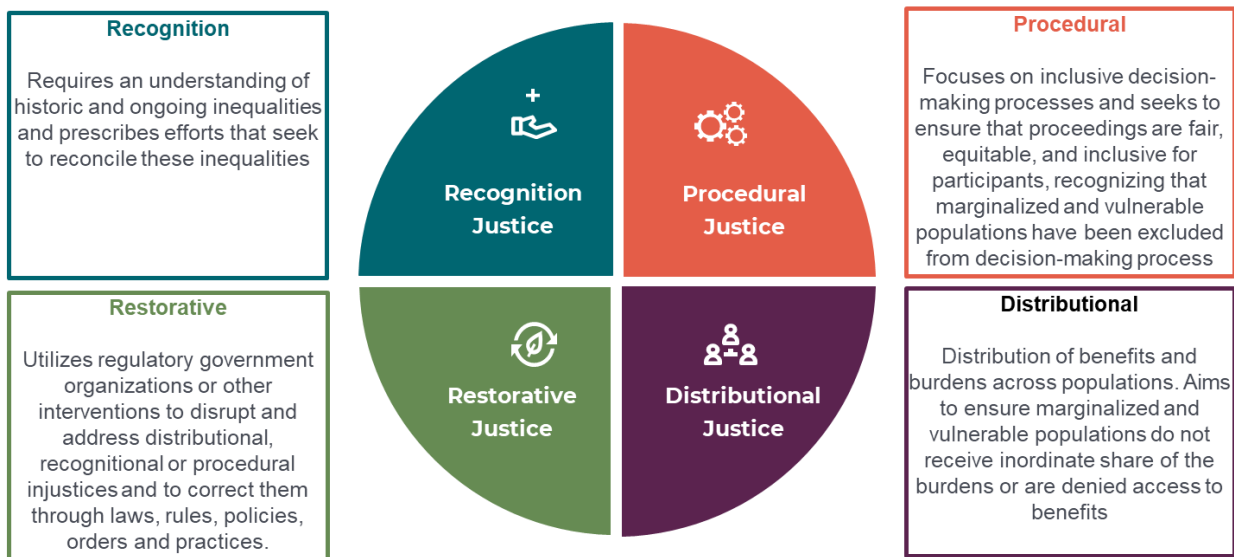 Recognition
Requires an understanding of
historic and ongoing inequalities
and prescribes efforts that seek
to reconcile these inequalities
Recognition
Justice
Procedural
Justice
Procedural
Focuses on inclusive decision-
making processes and seeks to
ensure that proceedings are fair,
equitable, and inclusive for
participants, recognizing that
marginalized and vulnerable
populations have been excluded
from decision-making process
Restorative
Utilizes regulatory government
organizations or other
interventions to disrupt and
address distributional,
recognitional or procedural
injustices and to correct them
through laws, rules, policies,
orders and practices.
Restorative
Justice
Distributional
Justice
Distributional
Distribution of benefits and
burdens across populations. Aims
to ensure marginalized and
vulnerable populations do not
receive inordinate share of the
burdens or are denied access to
benefits